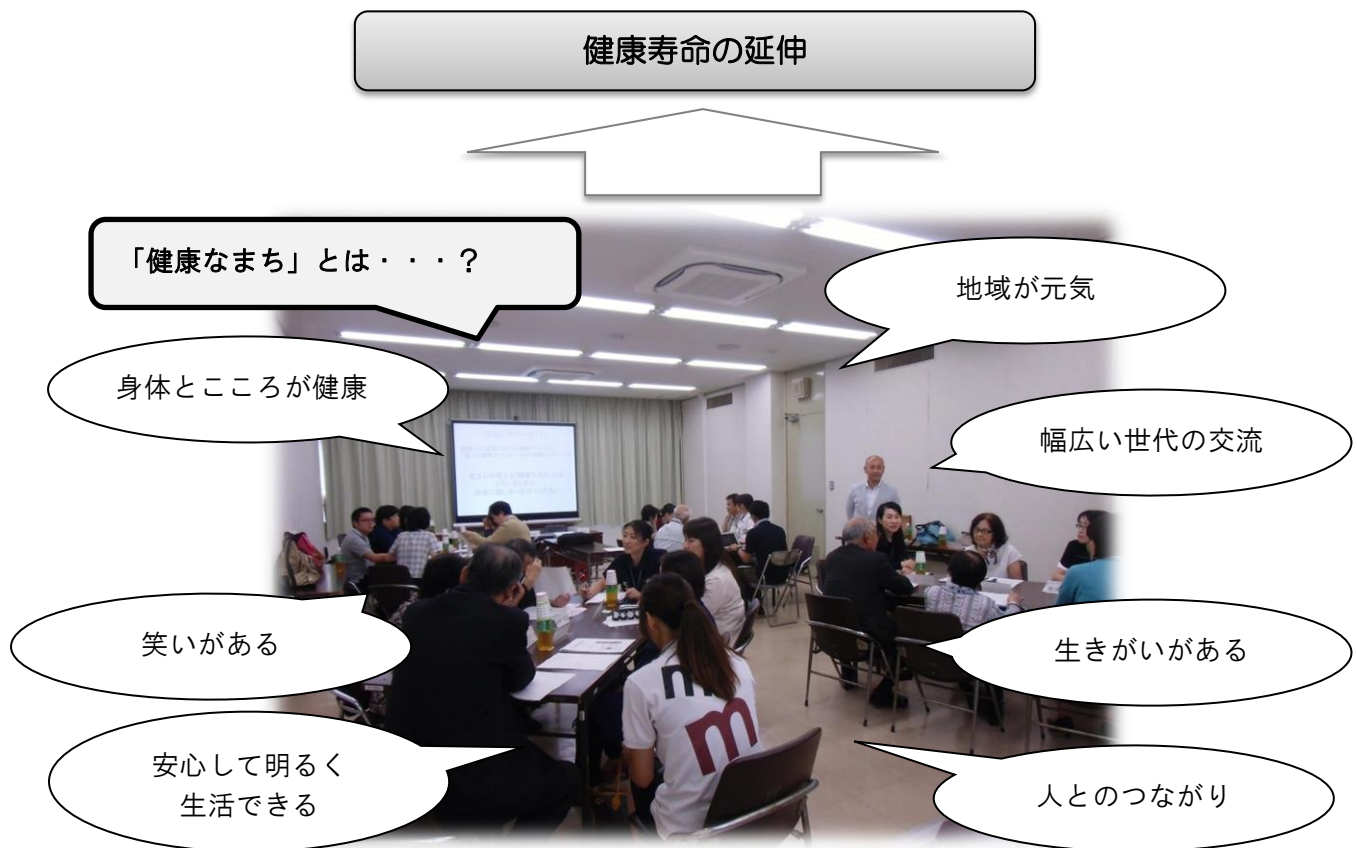 健康寿命の延伸
「健康なまち」とは・・・？
地域が元気
身体とこころが健康
幅広い世代の交流
笑いがある
生きがいがある
安心して明るく
生活できる
人とのつながり
m
m